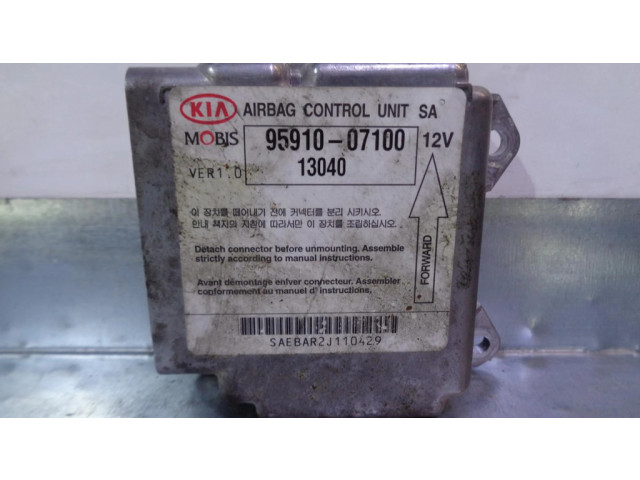 KIA AIRBAG CONTROL UNIT SA
MOBIS 95910-07100 12V
VER1.0 13040
이 장치를 떼어내기 전에 커넥터를 분리 시키시오.
안내 책자의 지침에 따라서만 이 장치를 조립하십시오.
Detach connector before unmounting. Assemble
strictly according to manual instructions.
Avant démontage enlver connecteur. Assembler
conformement au manuel d' instructions.
FORWARD
SAEBAR2J110429